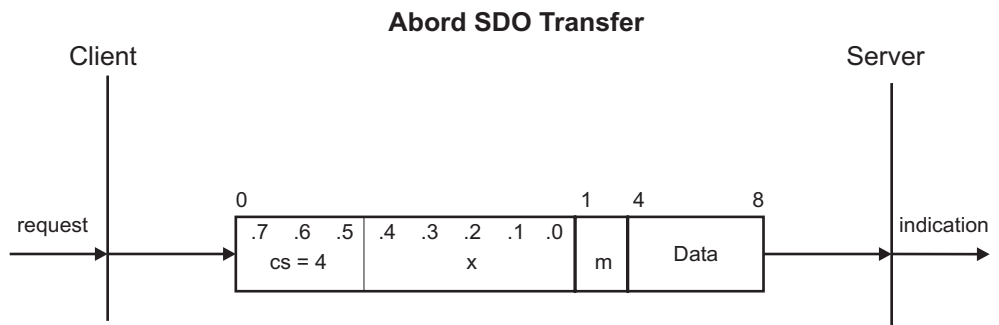 Abord SDO Transfer
Client
Server
0
1
4
8
request
.7 .6 .5 .4 .3 .2 .1 .0
indication
cs = 4
x
m
Data